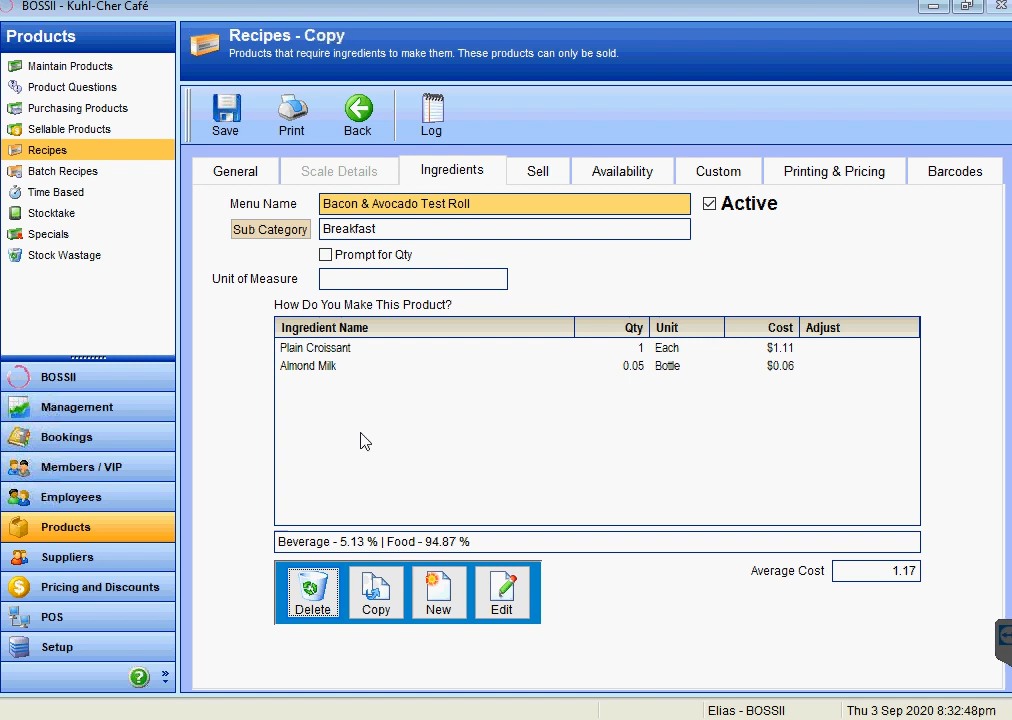 BOSSII - Kuhl-Cher Café
Products
Maintain Products
Product Questions
Purchasing Products
Sellable Products
Recipes
Batch Recipes
Time Based
Stocktake
Specials
Stock Wastage
BOSSII
Management
Bookings
Members / VIP
Employees
Products
Suppliers
Pricing and Discounts
POS
Setup
Recipes - Copy
Products that require ingredients to make them. These products can only be sold.
Save Print Back Log
General Scale Details Ingredients Sell Availability Custom Printing & Pricing Barcodes
Menu Name Bacon & Avocado Test Roll Active
Sub Category Breakfast
Prompt for Qty
Unit of Measure
How Do You Make This Product?
Ingredient Name Qty Unit Cost Adjust
Plain Croissant 1 Each $1.11
Almond Milk 0.05 Bottle $0.06
Beverage - 5.13 % | Food - 94.87 %
Average Cost 1.17
Delete Copy New Edit
Elias - BOSSII Thu 3 Sep 2020 8:32:48pm